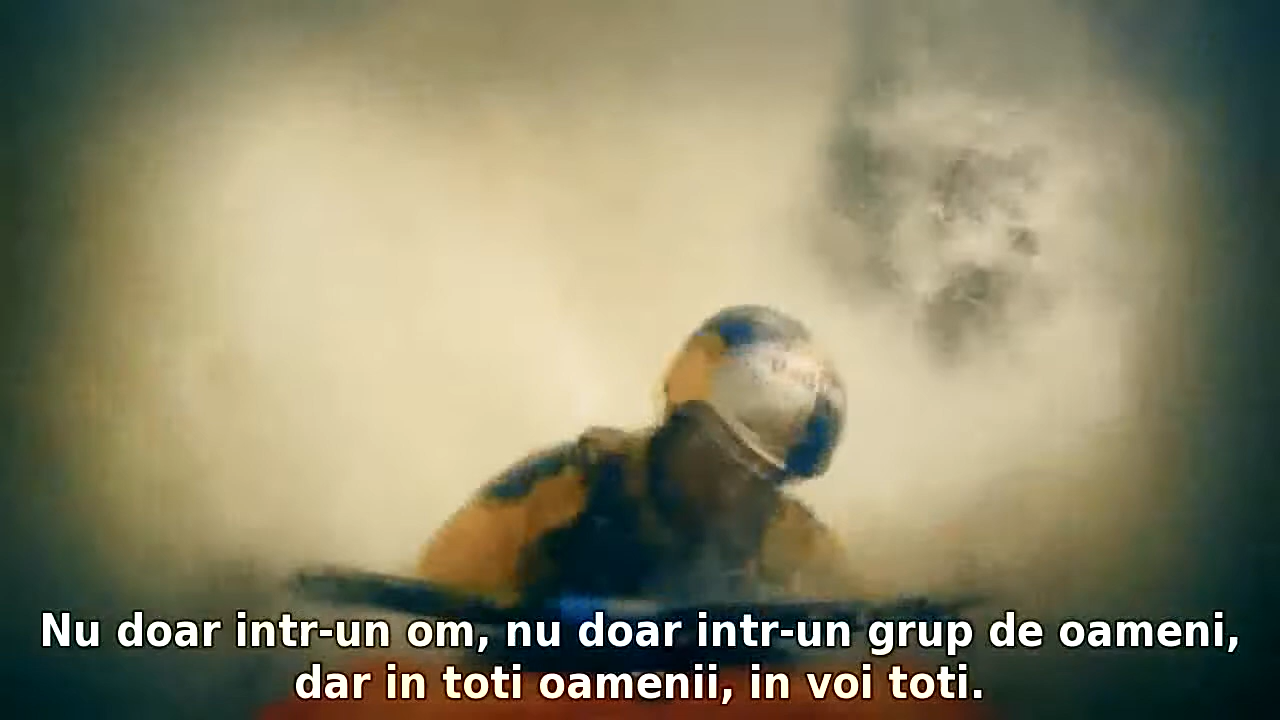 Nu doar intr-un om, nu doar intr-un grup de oameni,
dar in toti oamenii, in voi toti.